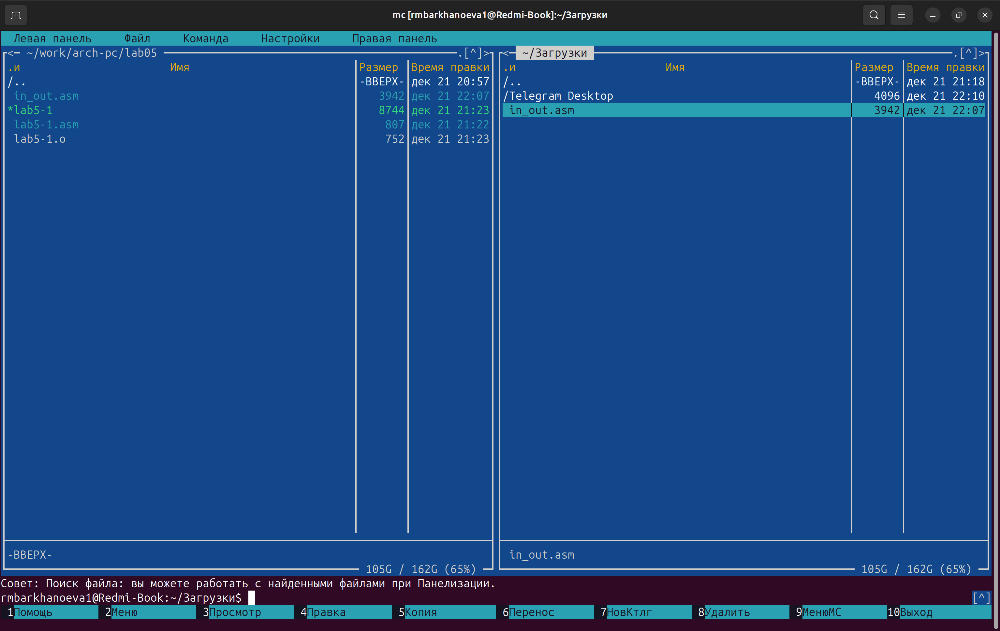 mc [rmbarkhanoeva1@Redmi-Book]:~/Загрузки
Левая панель Файл Команда Настройки Правая панель
<─ ~/work/arch-pc/lab05 ─.[^]> <─ ~/Загрузки ─.[^]>
.и Имя Размер Время правки .и Имя Размер Время правки
/.. -ВВЕРХ- дек 21 20:57 /.. -ВВЕРХ- дек 21 21:18
in_out.asm 3942 дек 21 22:07 /Telegram Desktop 4096 дек 21 22:10
*lab5-1 8744 дек 21 21:23 in_out.asm 3942 дек 21 22:07
lab5-1.asm 807 дек 21 21:22
lab5-1.o 752 дек 21 21:23
-ВВЕРХ- in_out.asm
105G / 162G (65%) 105G / 162G (65%)
Совет: Поиск файла: вы можете работать с найденными файлами при Панелизации.
rmbarkhanoeva1@Redmi-Book:~/Загрузки$ [^]
1Помощь 2Меню 3Просмотр 4Правка 5Копия 6Перенос 7НовКтлг 8Удалить 9МенюМС 10Выход